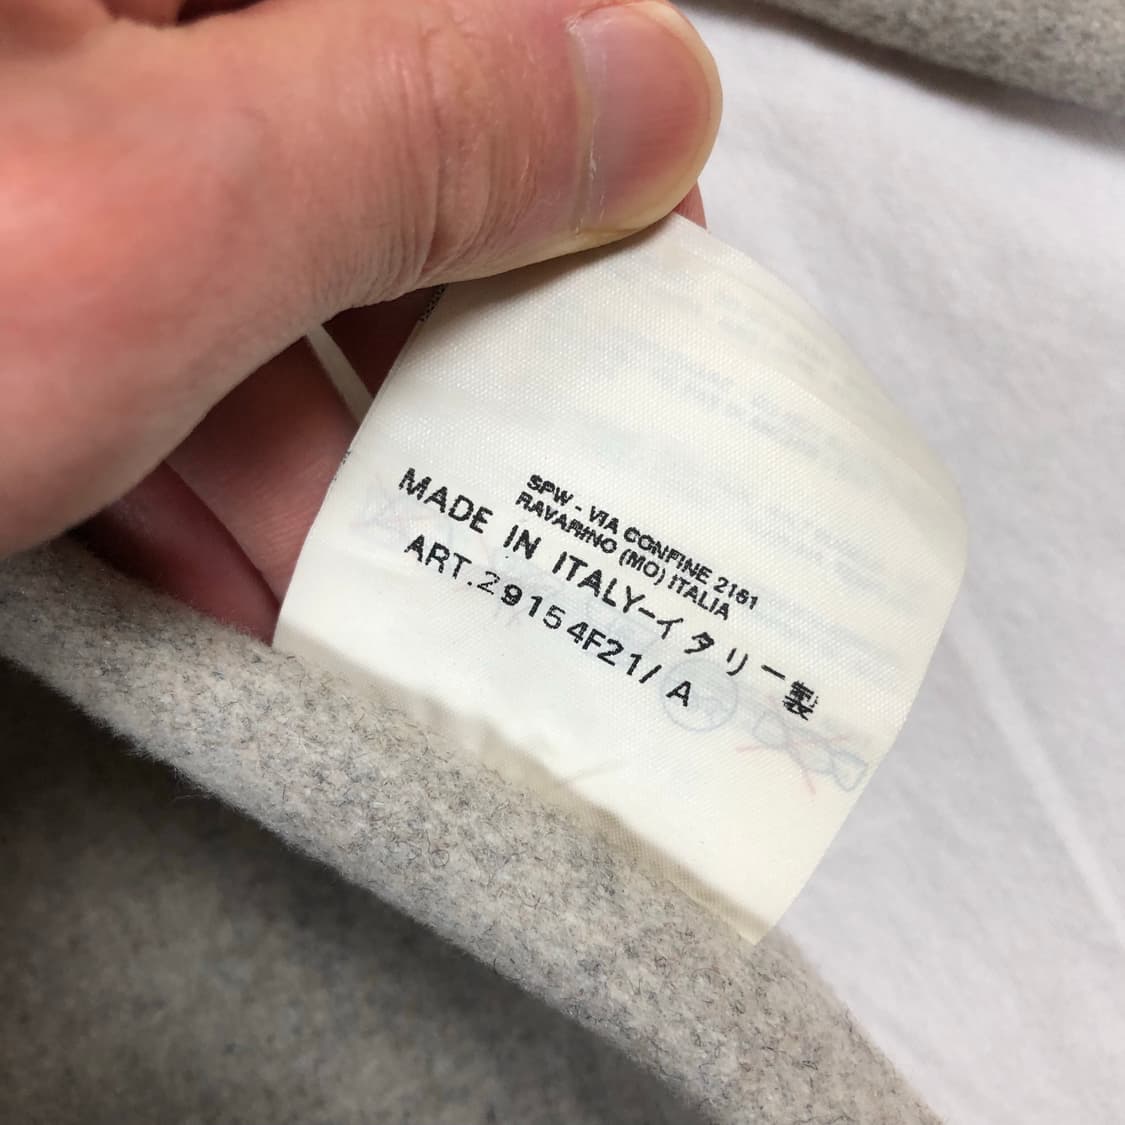 SPW - VIA CONFINE 2161
RAVARINO (MO) ITALIA
MADE IN ITALY-イタリー製
ART.29154F21/A